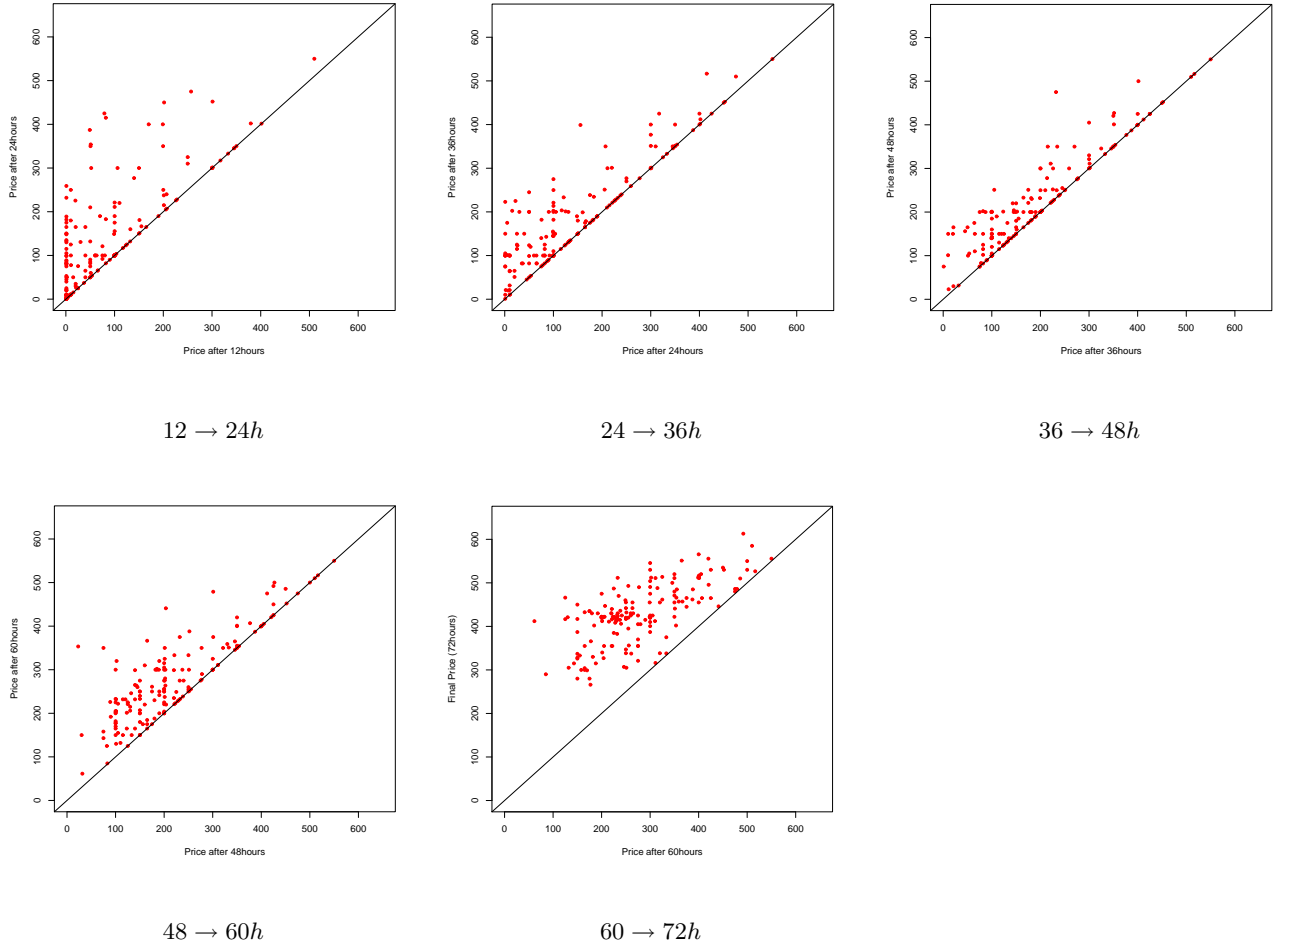 600
500
400
300
200
100
0
Price after 24hours
0 100 200 300 400 500 600
Price after 12hours
12 → 24h
600
500
400
300
200
100
0
Price after 36hours
0 100 200 300 400 500 600
Price after 24hours
24 → 36h
600
500
400
300
200
100
0
Price after 48hours
0 100 200 300 400 500 600
Price after 36hours
36 → 48h
600
500
400
300
200
100
0
Price after 60hours
0 100 200 300 400 500 600
Price after 48hours
48 → 60h
600
500
400
300
200
100
0
Final Price (72hours)
0 100 200 300 400 500 600
Price after 60hours
60 → 72h